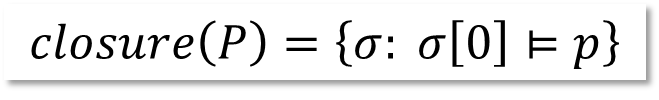 closure(P) = {σ: σ[0] ⊨ p}